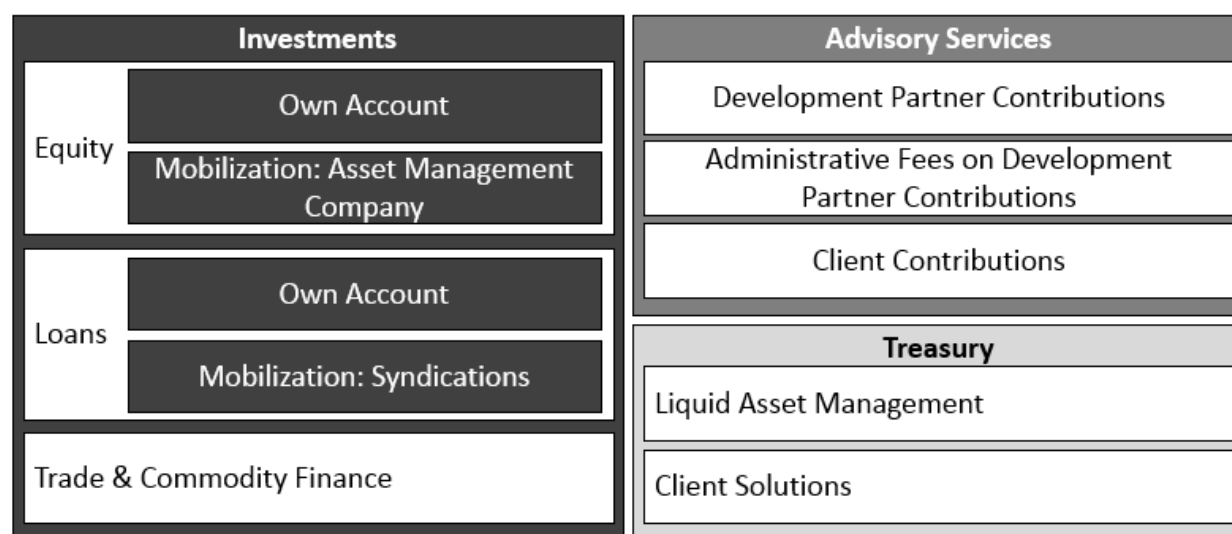 Investments
Equity
Own Account
Mobilization: Asset Management
Company
Loans
Own Account
Mobilization: Syndications
Trade & Commodity Finance
Advisory Services
Development Partner Contributions
Administrative Fees on Development
Partner Contributions
Client Contributions
Treasury
Liquid Asset Management
Client Solutions